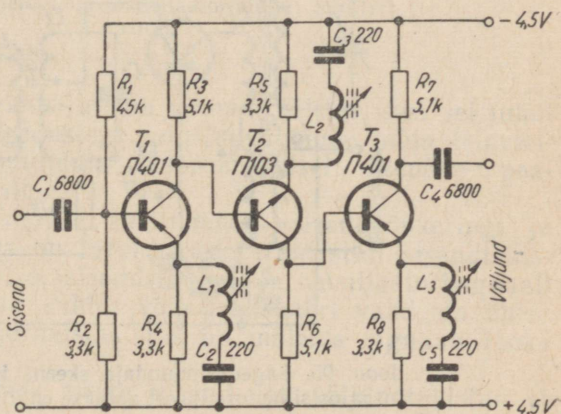 – 4,5V
C₃ 220
R₁
45k
R₃
5,1k
R₅
3,3k
L₂
R₇
5,1k
T₁
П401
T₂
П103
T₃
П401
C₁ 6800
C₄ 6800
Sisend
R₂
3,3k
R₄
3,3k
L₁
C₂ 220
R₆
5,1k
R₈
3,3k
L₃
C₅ 220
Väljund
+ 4,5V